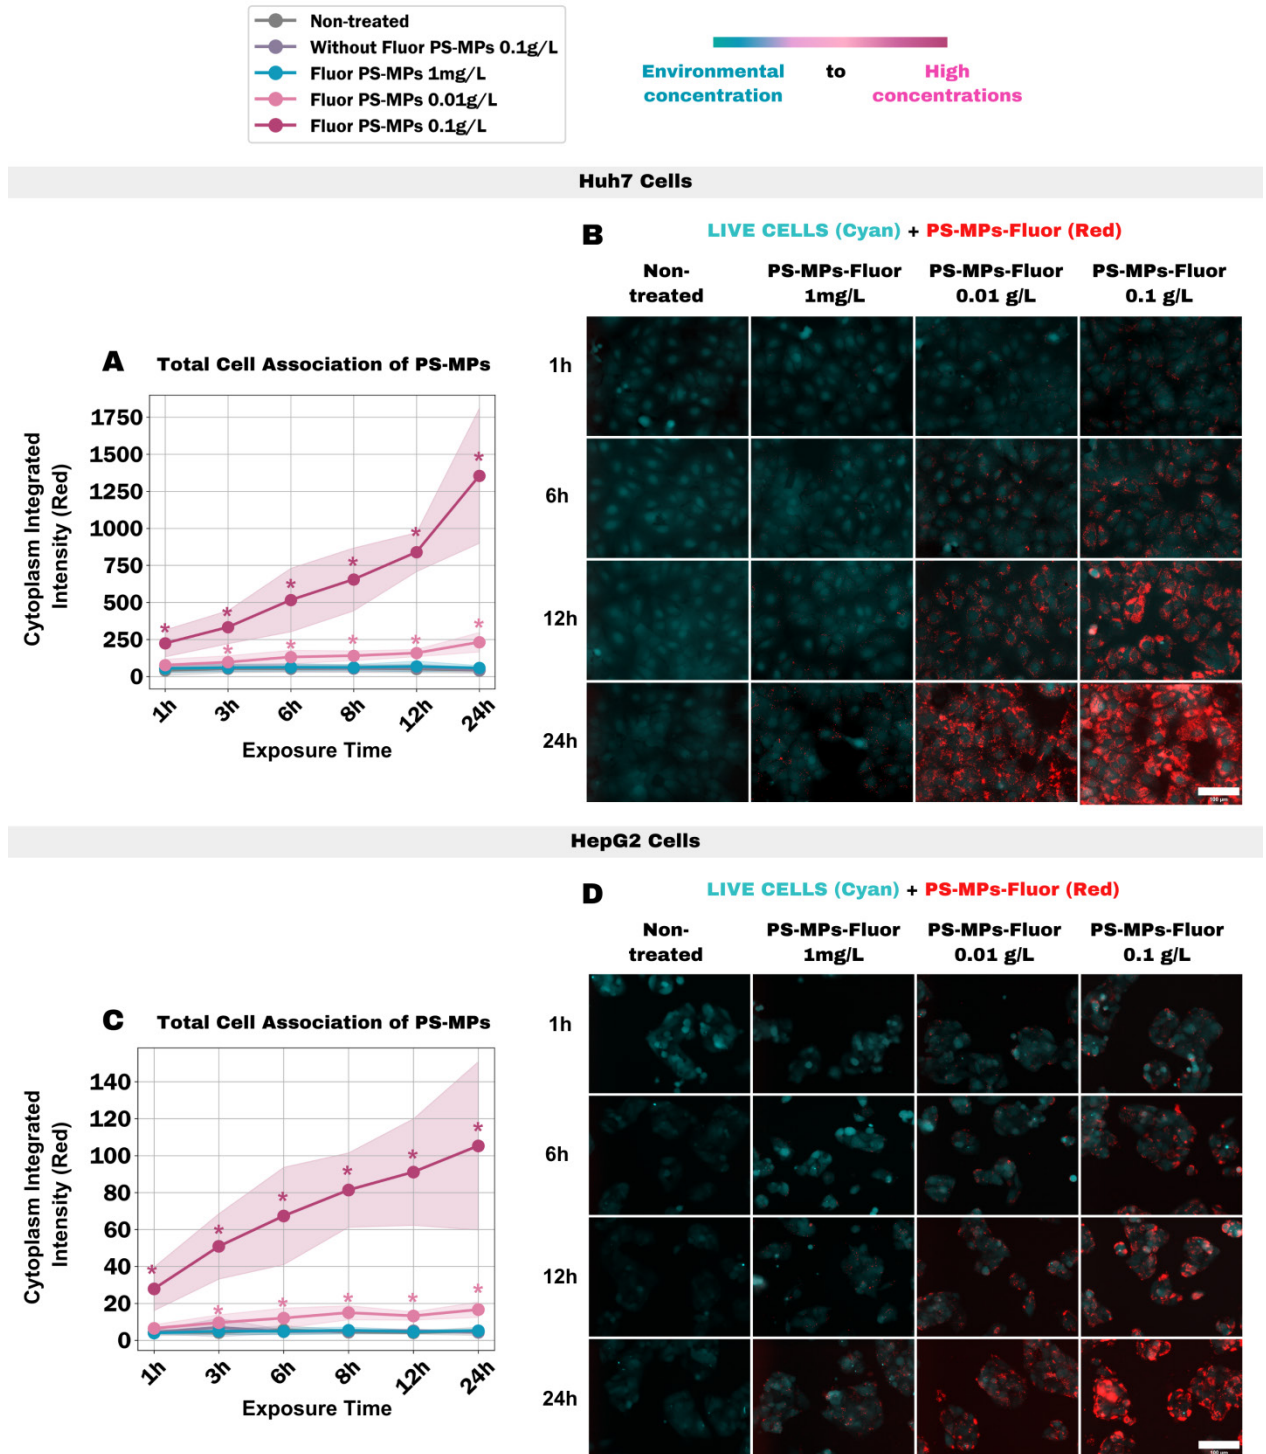 Non-treated
Without Fluor PS-MPs 0.1g/L
Fluor PS-MPs 1mg/L
Fluor PS-MPs 0.01g/L
Fluor PS-MPs 0.1g/L
Environmental to High
concentration concentrations
Huh7 Cells
B LIVE CELLS (Cyan) + PS-MPs-Fluor (Red)
Non- PS-MPs-Fluor PS-MPs-Fluor PS-MPs-Fluor
treated 1mg/L 0.01 g/L 0.1 g/L
1h
6h
12h
24h
100 µm
A Total Cell Association of PS-MPs
Cytoplasm Integrated
Intensity (Red)
1750
1500
1250
1000
750
500
250
0
* * * * * *
* * * * *
1h 3h 6h 8h 12h 24h
Exposure Time
HepG2 Cells
D LIVE CELLS (Cyan) + PS-MPs-Fluor (Red)
Non- PS-MPs-Fluor PS-MPs-Fluor PS-MPs-Fluor
treated 1mg/L 0.01 g/L 0.1 g/L
1h
6h
12h
24h
100 µm
C Total Cell Association of PS-MPs
Cytoplasm Integrated
Intensity (Red)
140
120
100
80
60
40
20
0
* * * * * *
* * * * *
1h 3h 6h 8h 12h 24h
Exposure Time